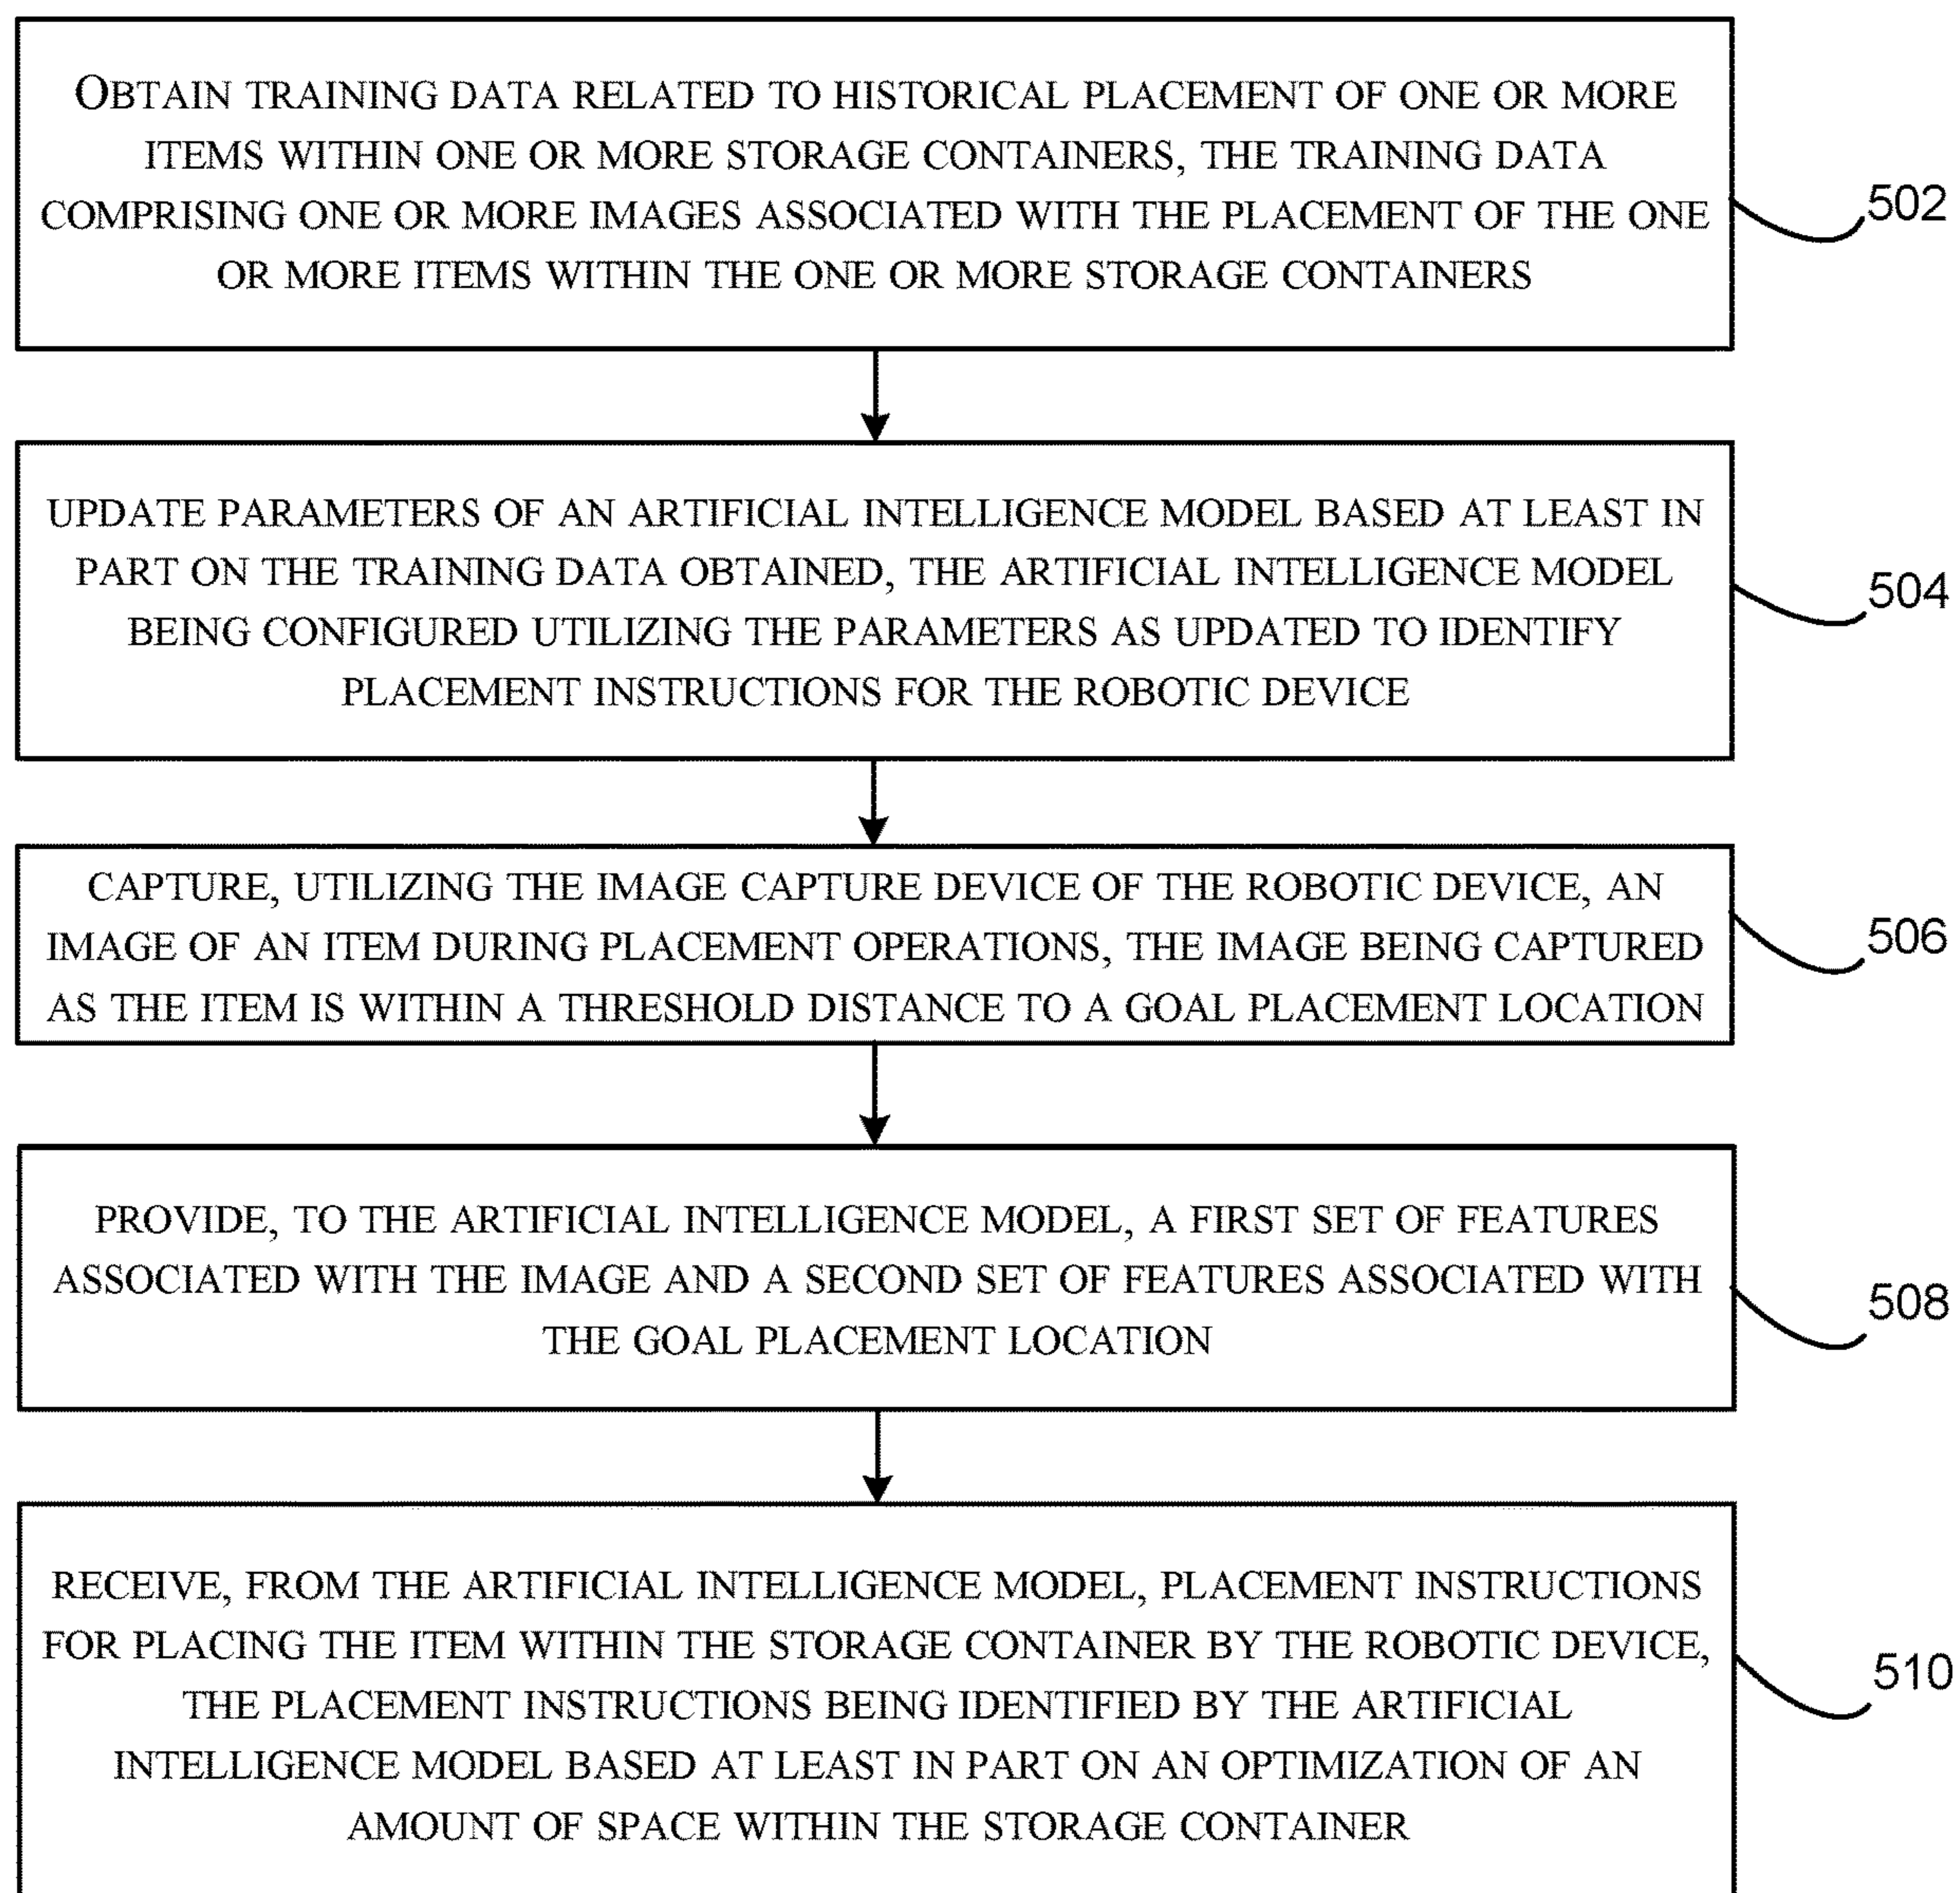 OBTAIN TRAINING DATA RELATED TO HISTORICAL PLACEMENT OF ONE OR MORE
ITEMS WITHIN ONE OR MORE STORAGE CONTAINERS, THE TRAINING DATA
COMPRISING ONE OR MORE IMAGES ASSOCIATED WITH THE PLACEMENT OF THE ONE
OR MORE ITEMS WITHIN THE ONE OR MORE STORAGE CONTAINERS
502
UPDATE PARAMETERS OF AN ARTIFICIAL INTELLIGENCE MODEL BASED AT LEAST IN
PART ON THE TRAINING DATA OBTAINED, THE ARTIFICIAL INTELLIGENCE MODEL
BEING CONFIGURED UTILIZING THE PARAMETERS AS UPDATED TO IDENTIFY
PLACEMENT INSTRUCTIONS FOR THE ROBOTIC DEVICE
504
CAPTURE, UTILIZING THE IMAGE CAPTURE DEVICE OF THE ROBOTIC DEVICE, AN
IMAGE OF AN ITEM DURING PLACEMENT OPERATIONS, THE IMAGE BEING CAPTURED
AS THE ITEM IS WITHIN A THRESHOLD DISTANCE TO A GOAL PLACEMENT LOCATION
506
PROVIDE, TO THE ARTIFICIAL INTELLIGENCE MODEL, A FIRST SET OF FEATURES
ASSOCIATED WITH THE IMAGE AND A SECOND SET OF FEATURES ASSOCIATED WITH
THE GOAL PLACEMENT LOCATION
508
RECEIVE, FROM THE ARTIFICIAL INTELLIGENCE MODEL, PLACEMENT INSTRUCTIONS
FOR PLACING THE ITEM WITHIN THE STORAGE CONTAINER BY THE ROBOTIC DEVICE,
THE PLACEMENT INSTRUCTIONS BEING IDENTIFIED BY THE ARTIFICIAL
INTELLIGENCE MODEL BASED AT LEAST IN PART ON AN OPTIMIZATION OF AN
AMOUNT OF SPACE WITHIN THE STORAGE CONTAINER
510